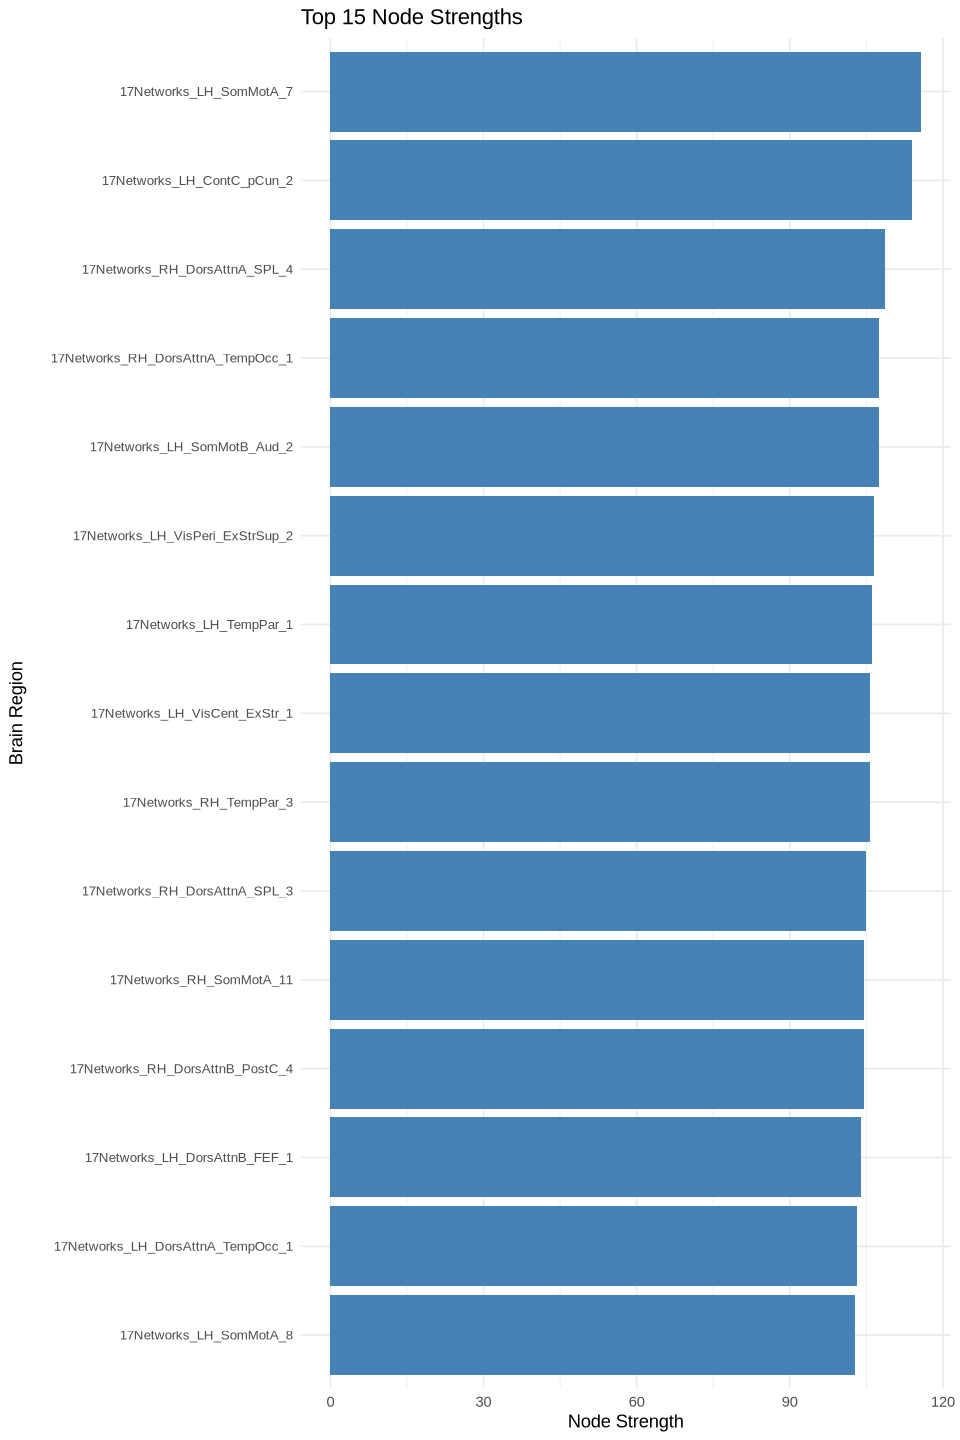 Top 15 Node Strengths
17Networks_LH_SomMotA_7
17Networks_LH_ContC_pCun_2
17Networks_RH_DorsAttnA_SPL_4
17Networks_RH_DorsAttnA_TempOcc_1
17Networks_LH_SomMotB_Aud_2
17Networks_LH_VisPeri_ExStrSup_2
17Networks_LH_TempPar_1
17Networks_LH_VisCent_ExStr_1
17Networks_RH_TempPar_3
17Networks_RH_DorsAttnA_SPL_3
17Networks_RH_SomMotA_11
17Networks_RH_DorsAttnB_PostC_4
17Networks_LH_DorsAttnB_FEF_1
17Networks_LH_DorsAttnA_TempOcc_1
17Networks_LH_SomMotA_8
Brain Region
0 30 60 90 120
Node Strength